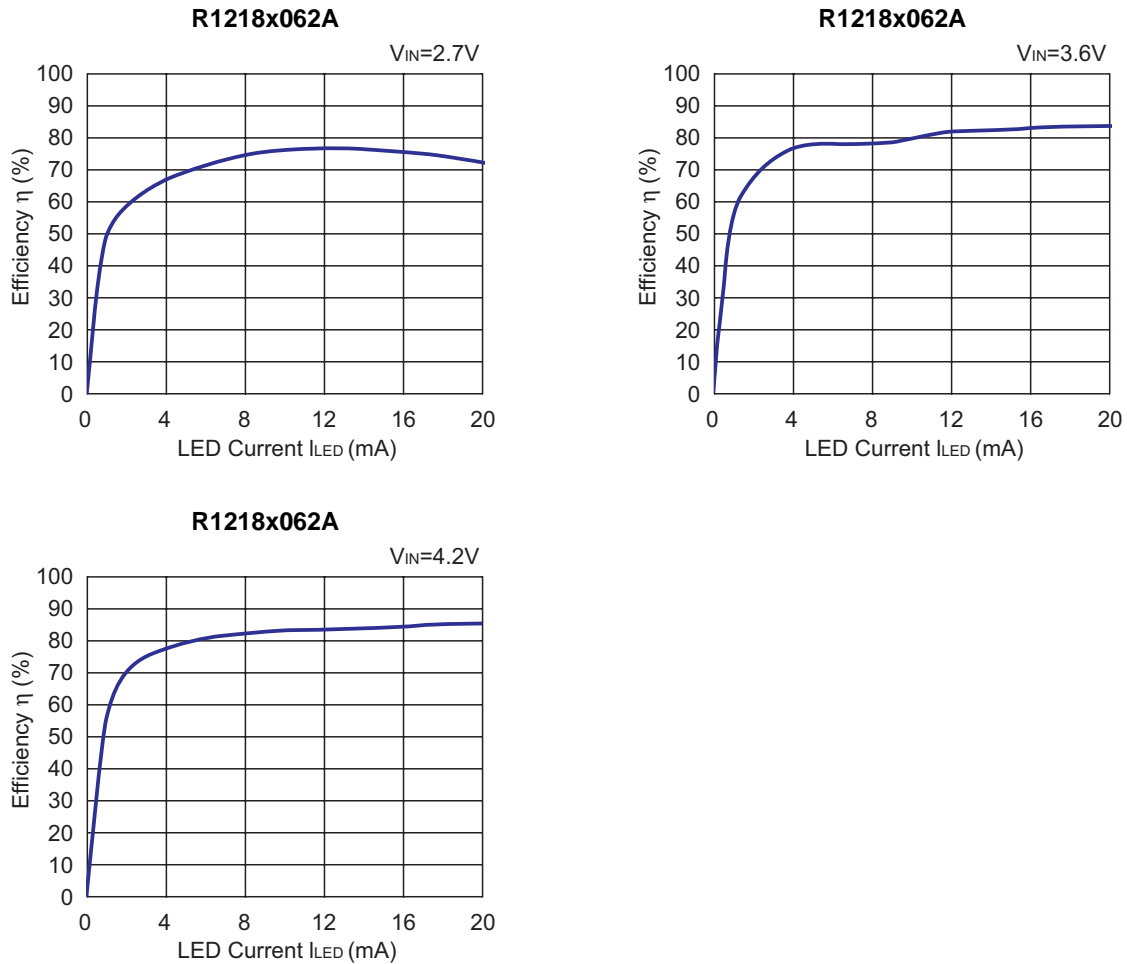 R1218x062A
VIN=2.7V
100
90
80
70
60
50
40
30
20
10
0
Efficiency η (%)
0 4 8 12 16 20
LED Current ILED (mA)
R1218x062A
VIN=3.6V
100
90
80
70
60
50
40
30
20
10
0
Efficiency η (%)
0 4 8 12 16 20
LED Current ILED (mA)
R1218x062A
VIN=4.2V
100
90
80
70
60
50
40
30
20
10
0
Efficiency η (%)
0 4 8 12 16 20
LED Current ILED (mA)